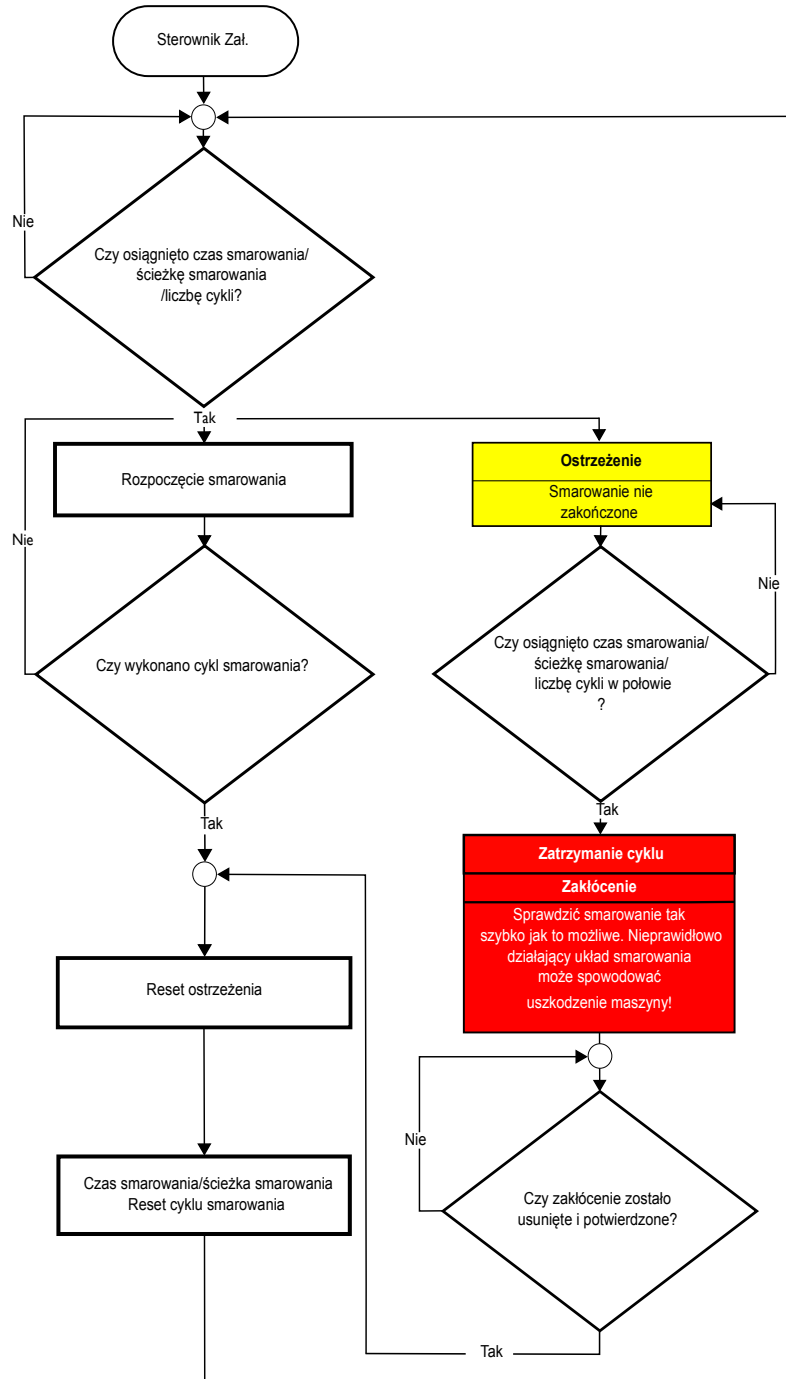 Sterownik Zał.
Nie
Czy osiągnięto czas smarowania/
ścieżkę smarowania
/liczbę cykli?
Tak
Rozpoczęcie smarowania
Ostrzeżenie
Smarowanie nie
zakończone
Nie
Nie
Czy wykonano cykl smarowania?
Czy osiągnięto czas smarowania/
ścieżkę smarowania/
liczbę cykli w połowie
?
Tak
Tak
Zatrzymanie cyklu
Zakłócenie
Sprawdzić smarowanie tak
szybko jak to możliwe. Nieprawidłowo
działający układ smarowania
może spowodować
uszkodzenie maszyny!
Reset ostrzeżenia
Nie
Czas smarowania/ścieżka smarowania
Reset cyklu smarowania
Czy zakłócenie zostało
usunięte i potwierdzone?
Tak